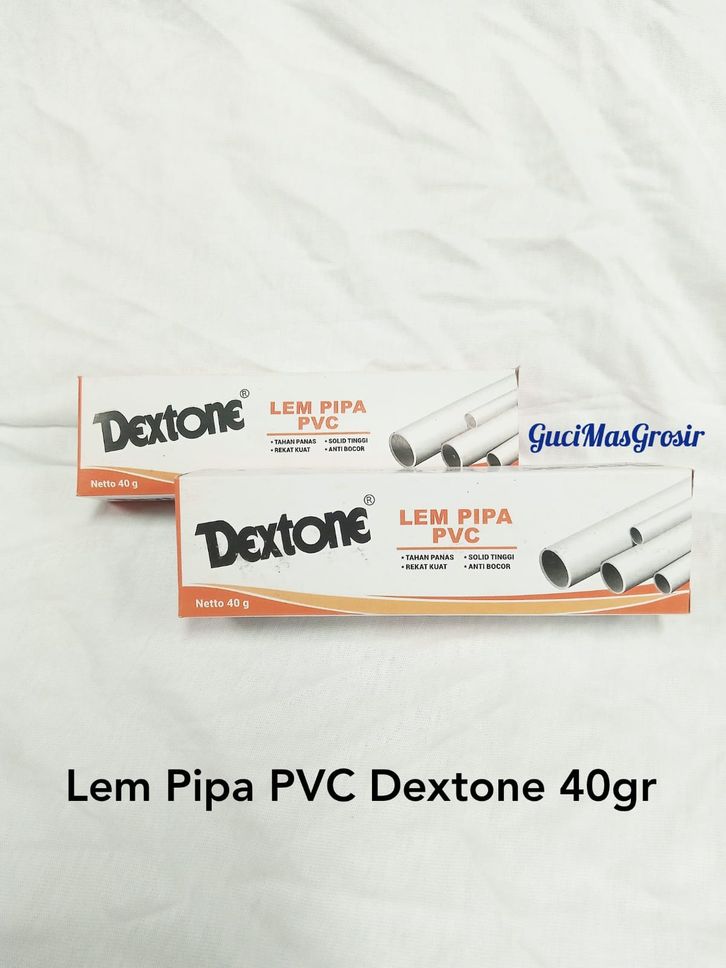 Dextone®
LEM PIPA
PVC
• TAHAN PANAS • SOLID TINGGI
• REKAT KUAT • ANTI BOCOR
Netto 40 g
GuciMasGrosir
Dextone®
LEM PIPA
PVC
• TAHAN PANAS • SOLID TINGGI
• REKAT KUAT • ANTI BOCOR
Netto 40 g
Lem Pipa PVC Dextone 40gr